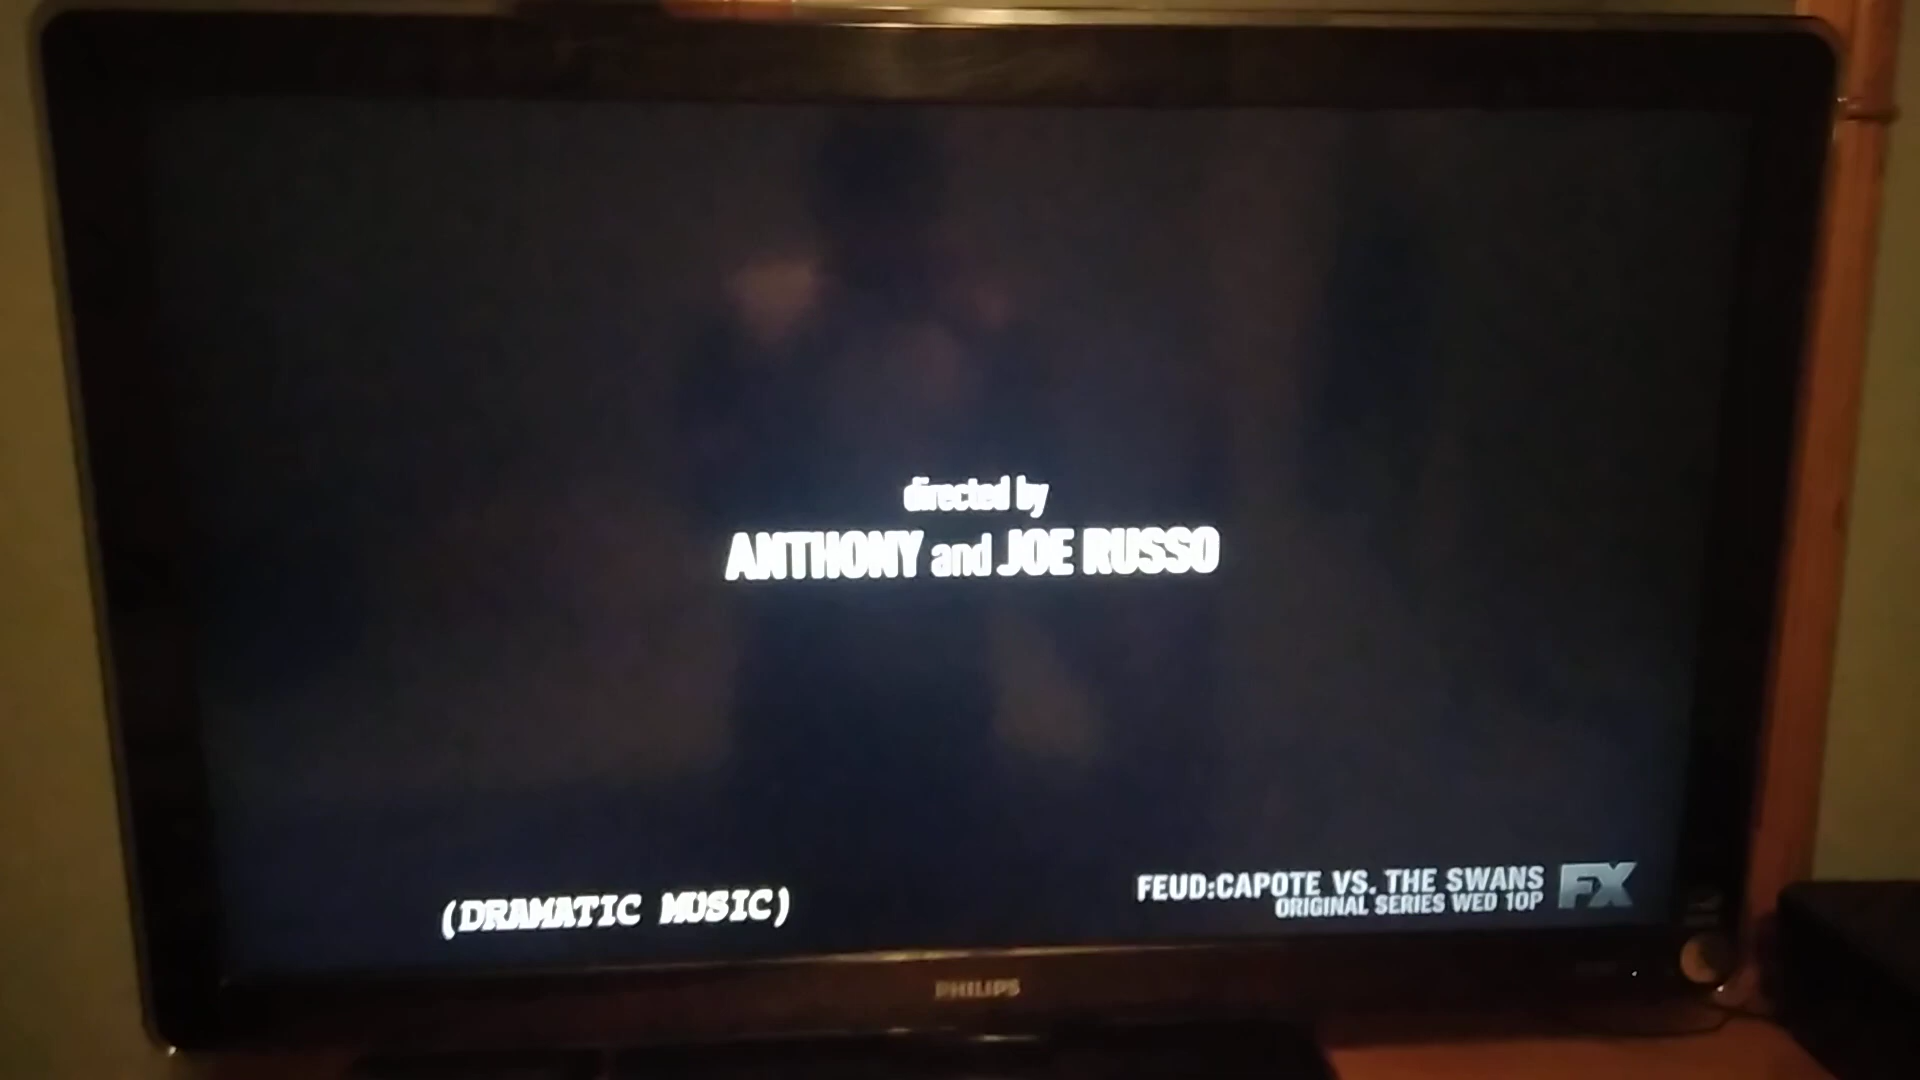 directed by
ANTHONY and JOE RUSSO
(DRAMATIC MUSIC)
FEUD:CAPOTE VS. THE SWANS
ORIGINAL SERIES WED 10P
FX
PHILIPS